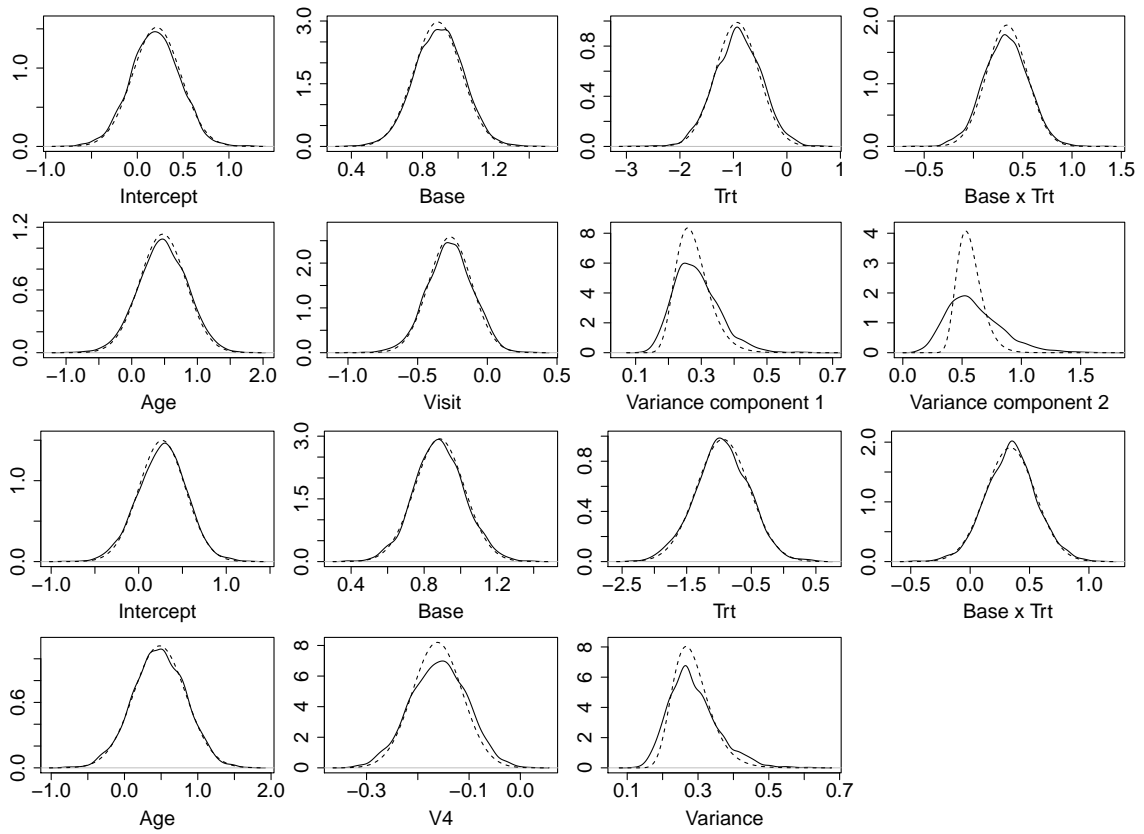 0.0 1.0
−1.0 0.0 0.5 1.0
Intercept
0.0 1.5 3.0
0.4 0.8 1.2
Base
0.0 0.4 0.8
−3 −2 −1 0 1
Trt
0.0 1.0 2.0
−0.5 0.5 1.0 1.5
Base x Trt
0.0 0.6 1.2
−1.0 0.0 1.0 2.0
Age
0.0 1.0 2.0
−1.0 −0.5 0.0 0.5
Visit
0 2 4 6 8
0.1 0.3 0.5 0.7
Variance component 1
0 1 2 3 4
0.0 0.5 1.0 1.5
Variance component 2
0.0 1.0
−1.0 0.0 1.0
Intercept
0.0 1.5 3.0
0.4 0.8 1.2
Base
0.0 0.4 0.8
−2.5 −1.5 −0.5 0.5
Trt
0.0 1.0 2.0
−0.5 0.0 0.5 1.0
Base x Trt
0.0 0.6
−1.0 0.0 1.0 2.0
Age
0 2 4 6 8
−0.3 −0.1 0.0
V4
0 2 4 6 8
0.1 0.3 0.5 0.7
Variance